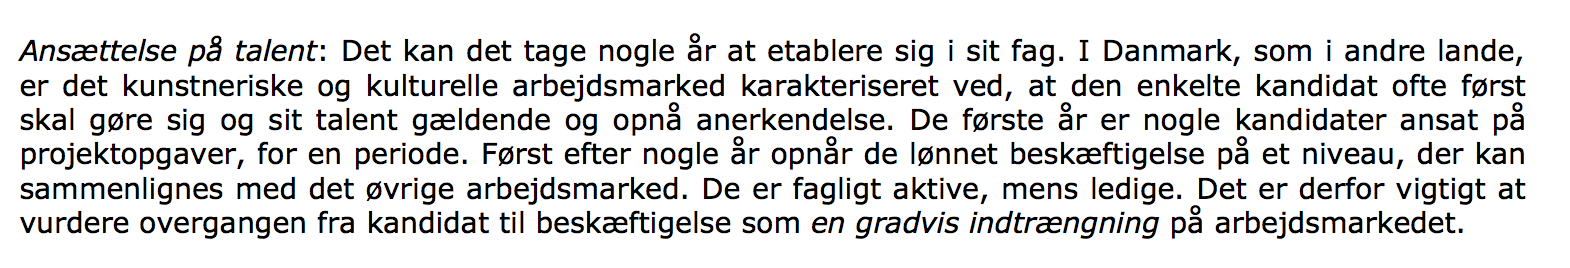 Ansættelse på talent: Det kan det tage nogle år at etablere sig i sit fag. I Danmark, som i andre lande,
er det kunstneriske og kulturelle arbejdsmarked karakteriseret ved, at den enkelte kandidat ofte først
skal gøre sig og sit talent gældende og opnå anerkendelse. De første år er nogle kandidater ansat på
projektopgaver, for en periode. Først efter nogle år opnår de lønnet beskæftigelse på et niveau, der kan
sammenlignes med det øvrige arbejdsmarked. De er fagligt aktive, mens ledige. Det er derfor vigtigt at
vurdere overgangen fra kandidat til beskæftigelse som en gradvis indtrængning på arbejdsmarkedet.